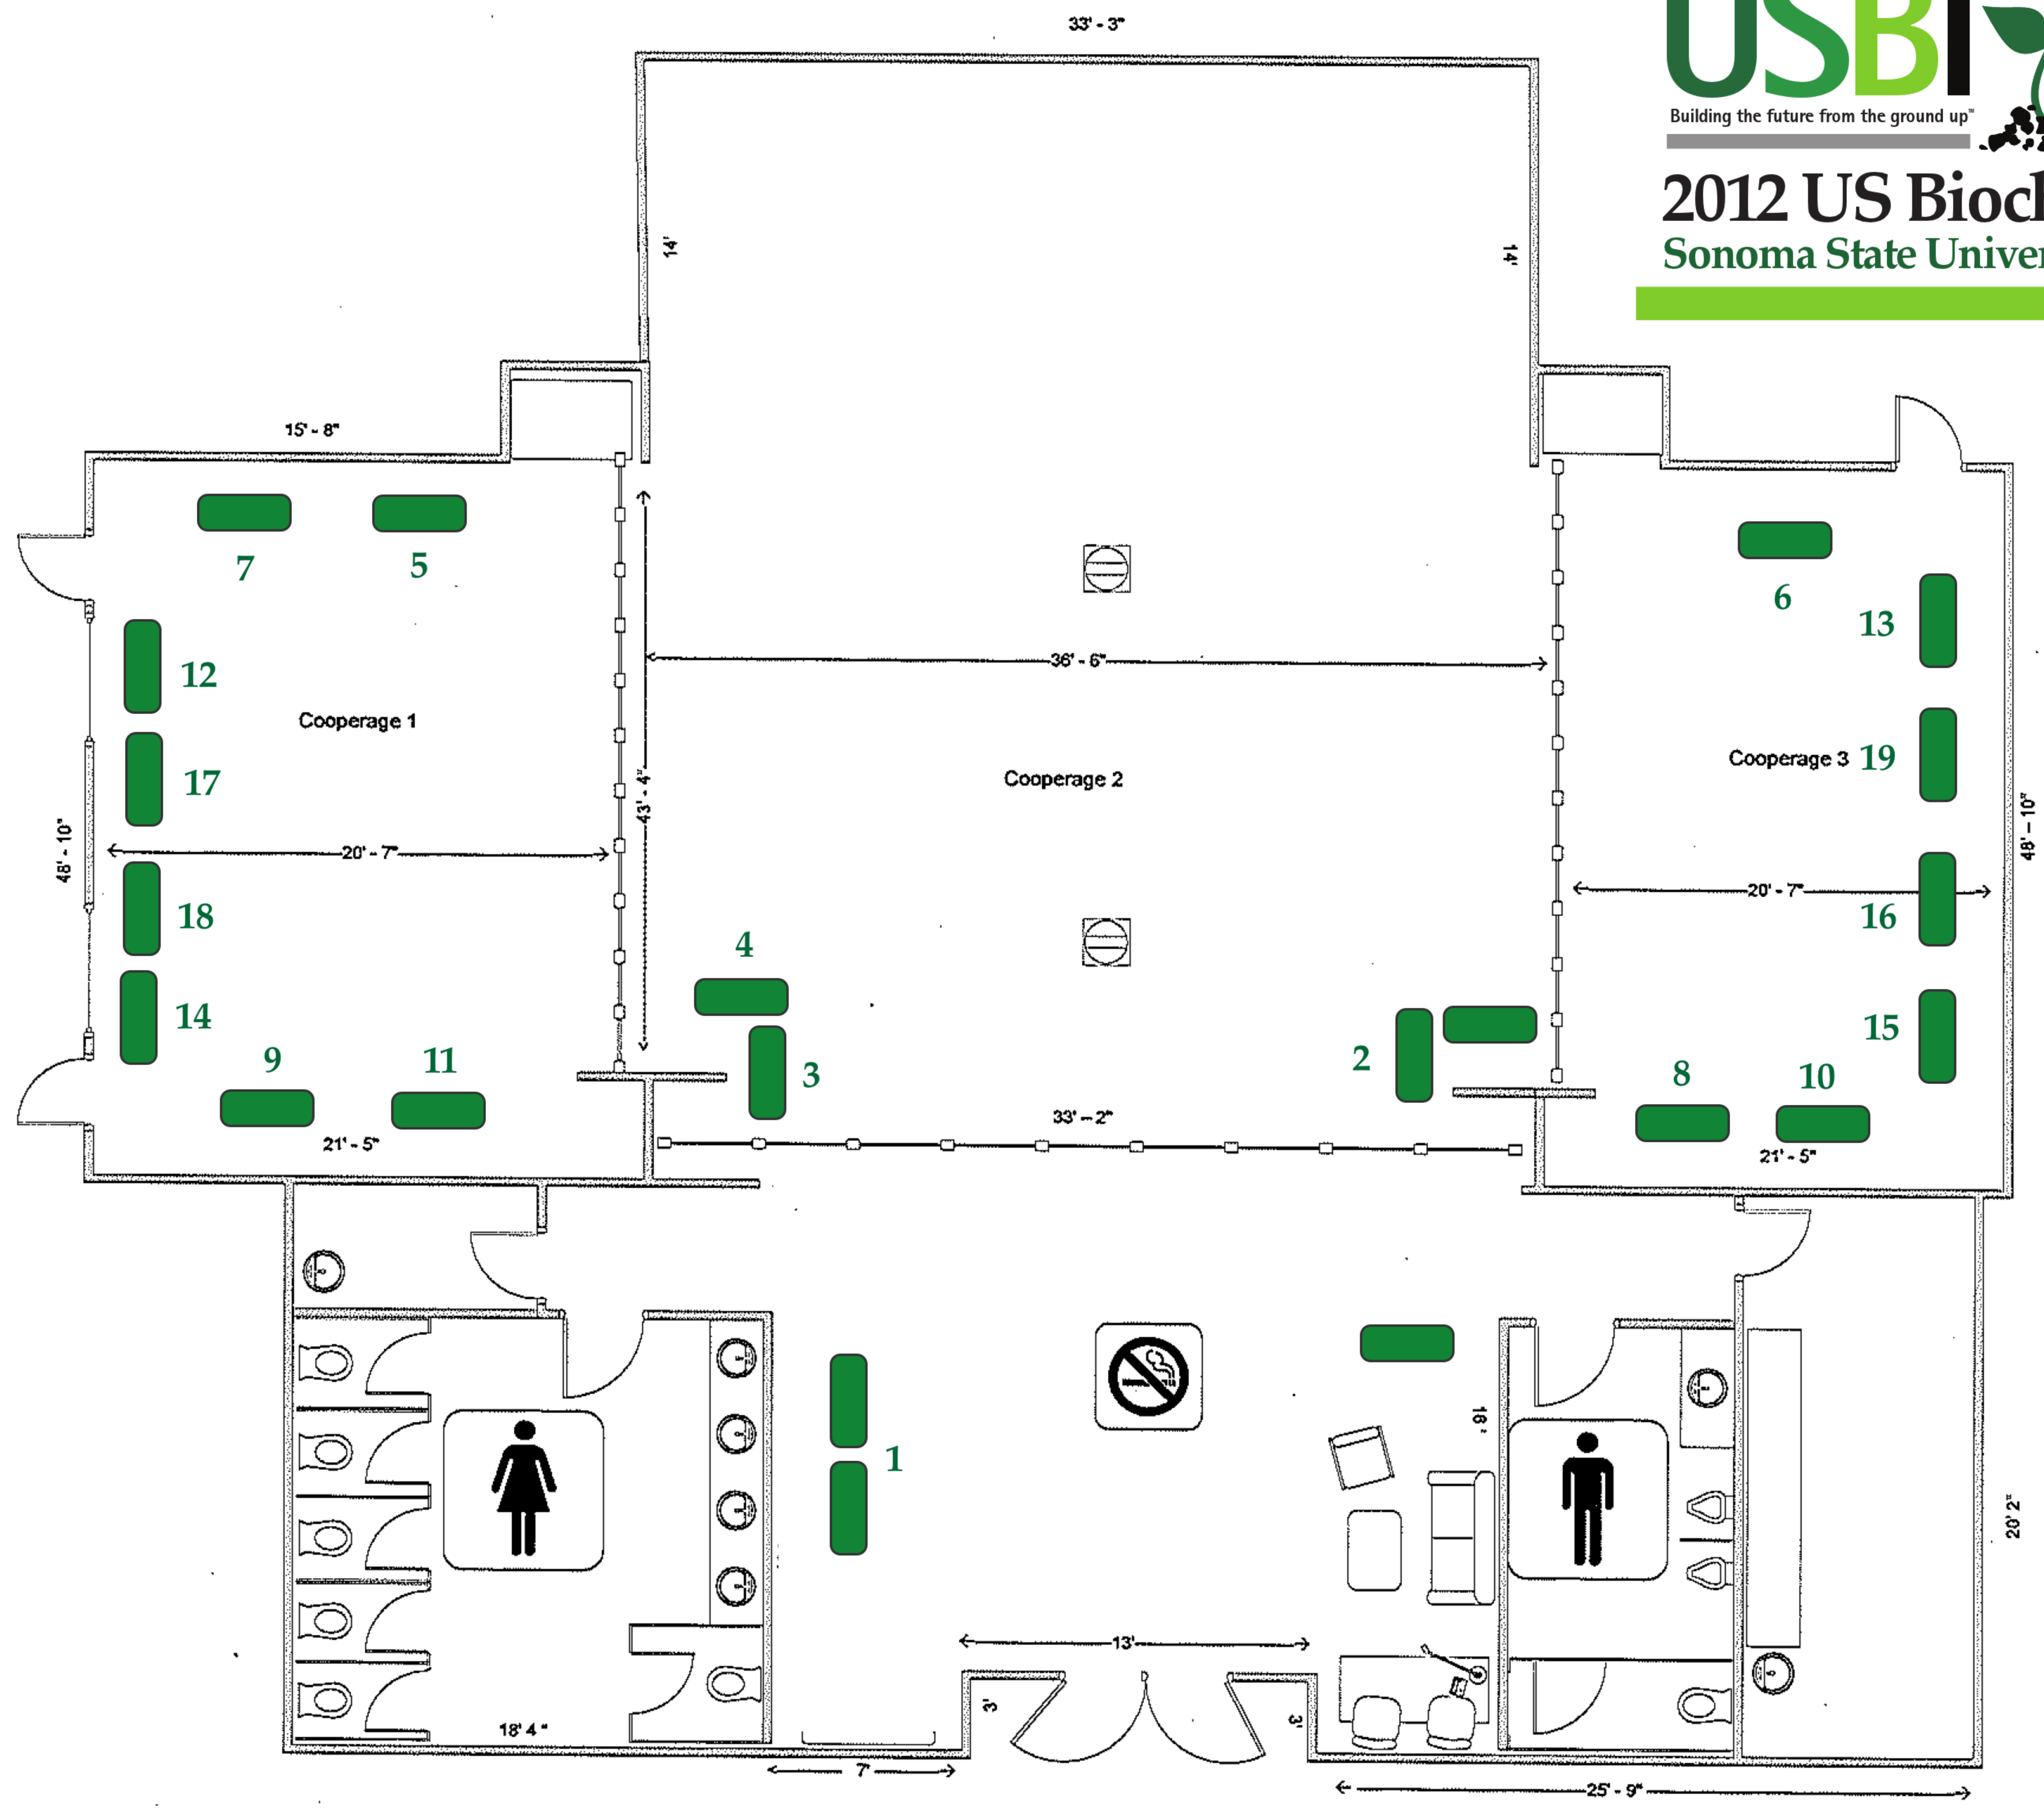 33' - 3"
USBI
Building the future from the ground up™
2012 US
Sonoma State
14'
14'
15' - 8"
7
5
6
13
12
36' - 6"
Cooperage 1
17
Cooperage 2
Cooperage 3
19
43' - 4"
48' - 10"
48' - 10"
20' - 7"
20' - 7"
18
16
4
14
15
9
11
3
2
8
10
33' - 2"
21' - 5"
21' - 5"
1
16'
20' 2"
13'
3'
3'
18' 4"
7'
25' - 9"